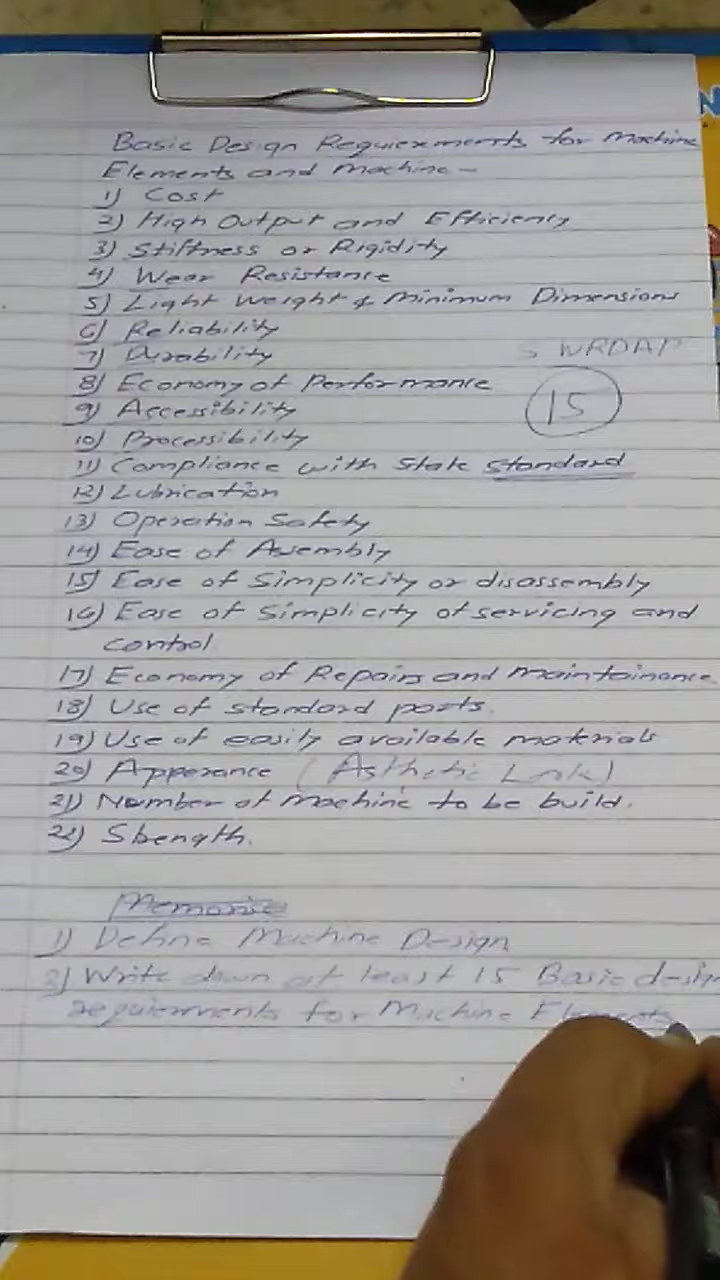 Basic Design Requierments for Machine
Elements and Machine -
1) Cost
2) High Output and Efficiency
3) Stiffness or Rigidity
4) Wear Resistance
5) Light Weight & Minimum Dimensions
6) Reliability
7) Durability
SWRDAP
8) Economy of Performance
15
9) Accessibility
10) Processibility
11) Compliance with State Standard
12) Lubrication
13) Operation Safety
14) Ease of Assembly
15) Ease of Simplicity or disassembly
16) Ease of Simplicity of servicing and
control
17) Economy of Repairs and Maintainance
18) Use of standard parts.
19) Use of easily available materials
20) Apperance (Asthetic Look)
21) Number of Machine to be build.
22) Strength.
Memorise
1) Define Machine Design
2) Write down at least 15 Basic design
requierments for Machine Elements